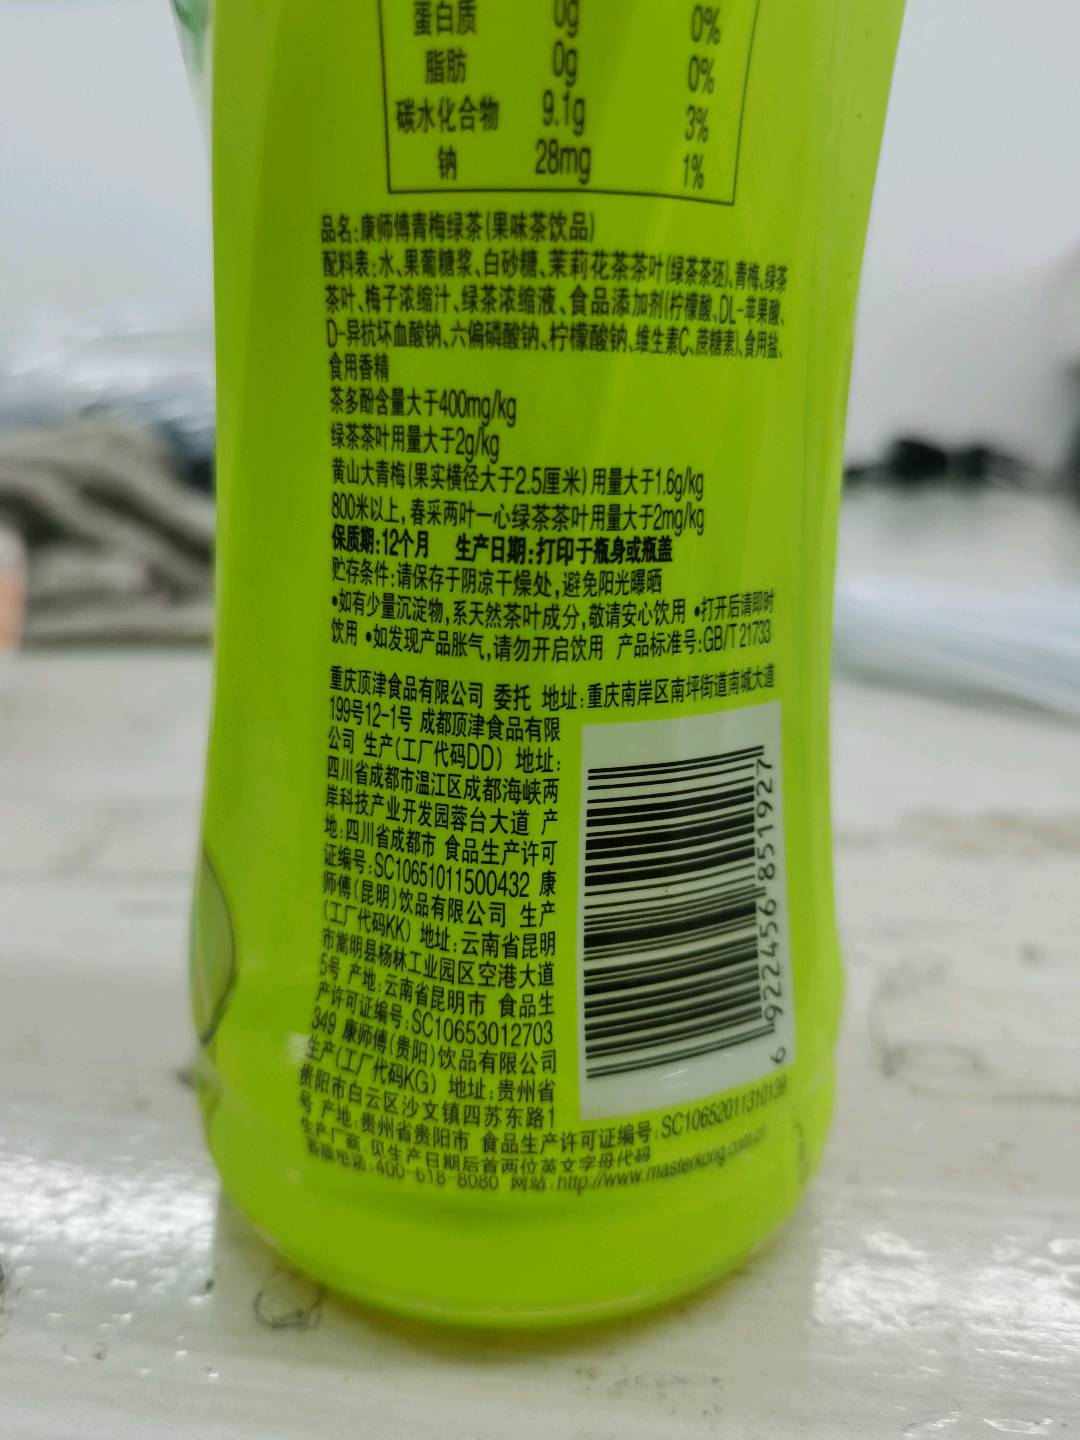 蛋白质 0g 0%
脂肪 0g 0%
碳水化合物 9.1g 3%
钠 28mg 1%
品名:康师傅青梅绿茶(果味茶饮品)
配料表:水、果葡糖浆、白砂糖、茉莉花茶茶叶(绿茶茶坯)、青梅、绿茶
茶叶、梅子浓缩汁、绿茶浓缩液、食品添加剂(柠檬酸、DL-苹果酸、
D-异抗坏血酸钠、六偏磷酸钠、柠檬酸钠、维生素C、蔗糖素)、食用盐、
食用香精
茶多酚含量大于400mg/kg
绿茶茶叶用量大于2g/kg
黄山大青梅(果实横径大于2.5厘米)用量大于1.6g/kg
800米以上,春采两叶一心绿茶茶叶用量大于2mg/kg
保质期:12个月 生产日期:打印于瓶身或瓶盖
贮存条件:请保存于阴凉干燥处,避免阳光曝晒
•如有少量沉淀物,系天然茶叶成分,敬请安心饮用 •打开后请即时
饮用 •如发现产品胀气,请勿开启饮用 产品标准号:GB/T 21733
重庆顶津食品有限公司 委托 地址:重庆南岸区南坪街道南城大道
199号12-1号 成都顶津食品有限
公司 生产(工厂代码DD) 地址:
四川省成都市温江区成都海峡两
岸科技产业开发园蓉台大道 产
地:四川省成都市 食品生产许可
证编号:SC10651011500432 康
师傅(昆明)饮品有限公司 生产
(工厂代码KK) 地址:云南省昆明
市嵩明县杨林工业园区空港大道
5号 产地:云南省昆明市 食品生
产许可证编号:SC10653012703
349 康师傅(贵阳)饮品有限公司
生产(工厂代码KG) 地址:贵州省
贵阳市白云区沙文镇四苏东路1
号 产地:贵州省贵阳市 食品生产许可证编号:SC10652011310139
生产厂商:见生产日期后首两位英文字母代码
客服电话:400-618-8080 网站:http://www.masterkong.com.cn
6 922456 851927